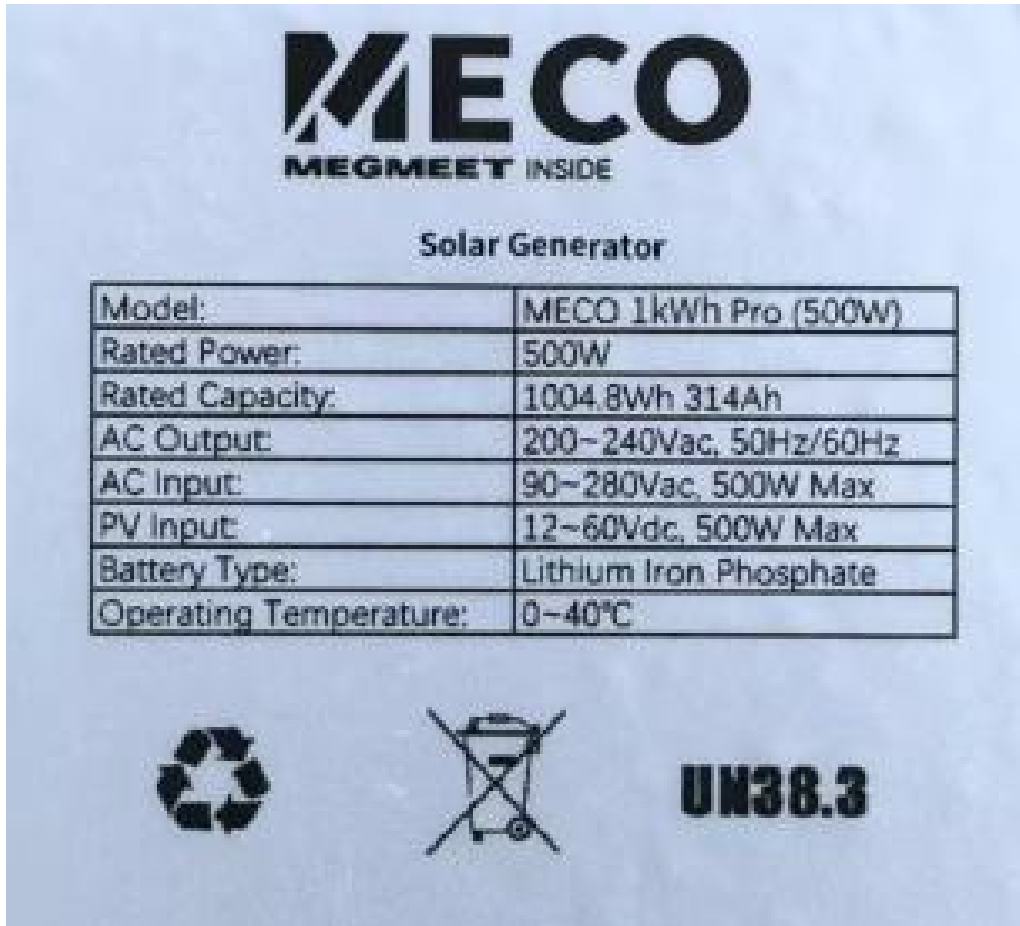 MECO
MEGMEET INSIDE
Solar Generator
Model: MECO 1kWh Pro (500W)
Rated Power: 500W
Rated Capacity: 1004.8Wh 314Ah
AC Output: 200~240Vac, 50Hz/60Hz
AC Input: 90~280Vac, 500W Max
PV Input: 12~60Vdc, 500W Max
Battery Type: Lithium Iron Phosphate
Operating Temperature: 0~40℃
UN38.3